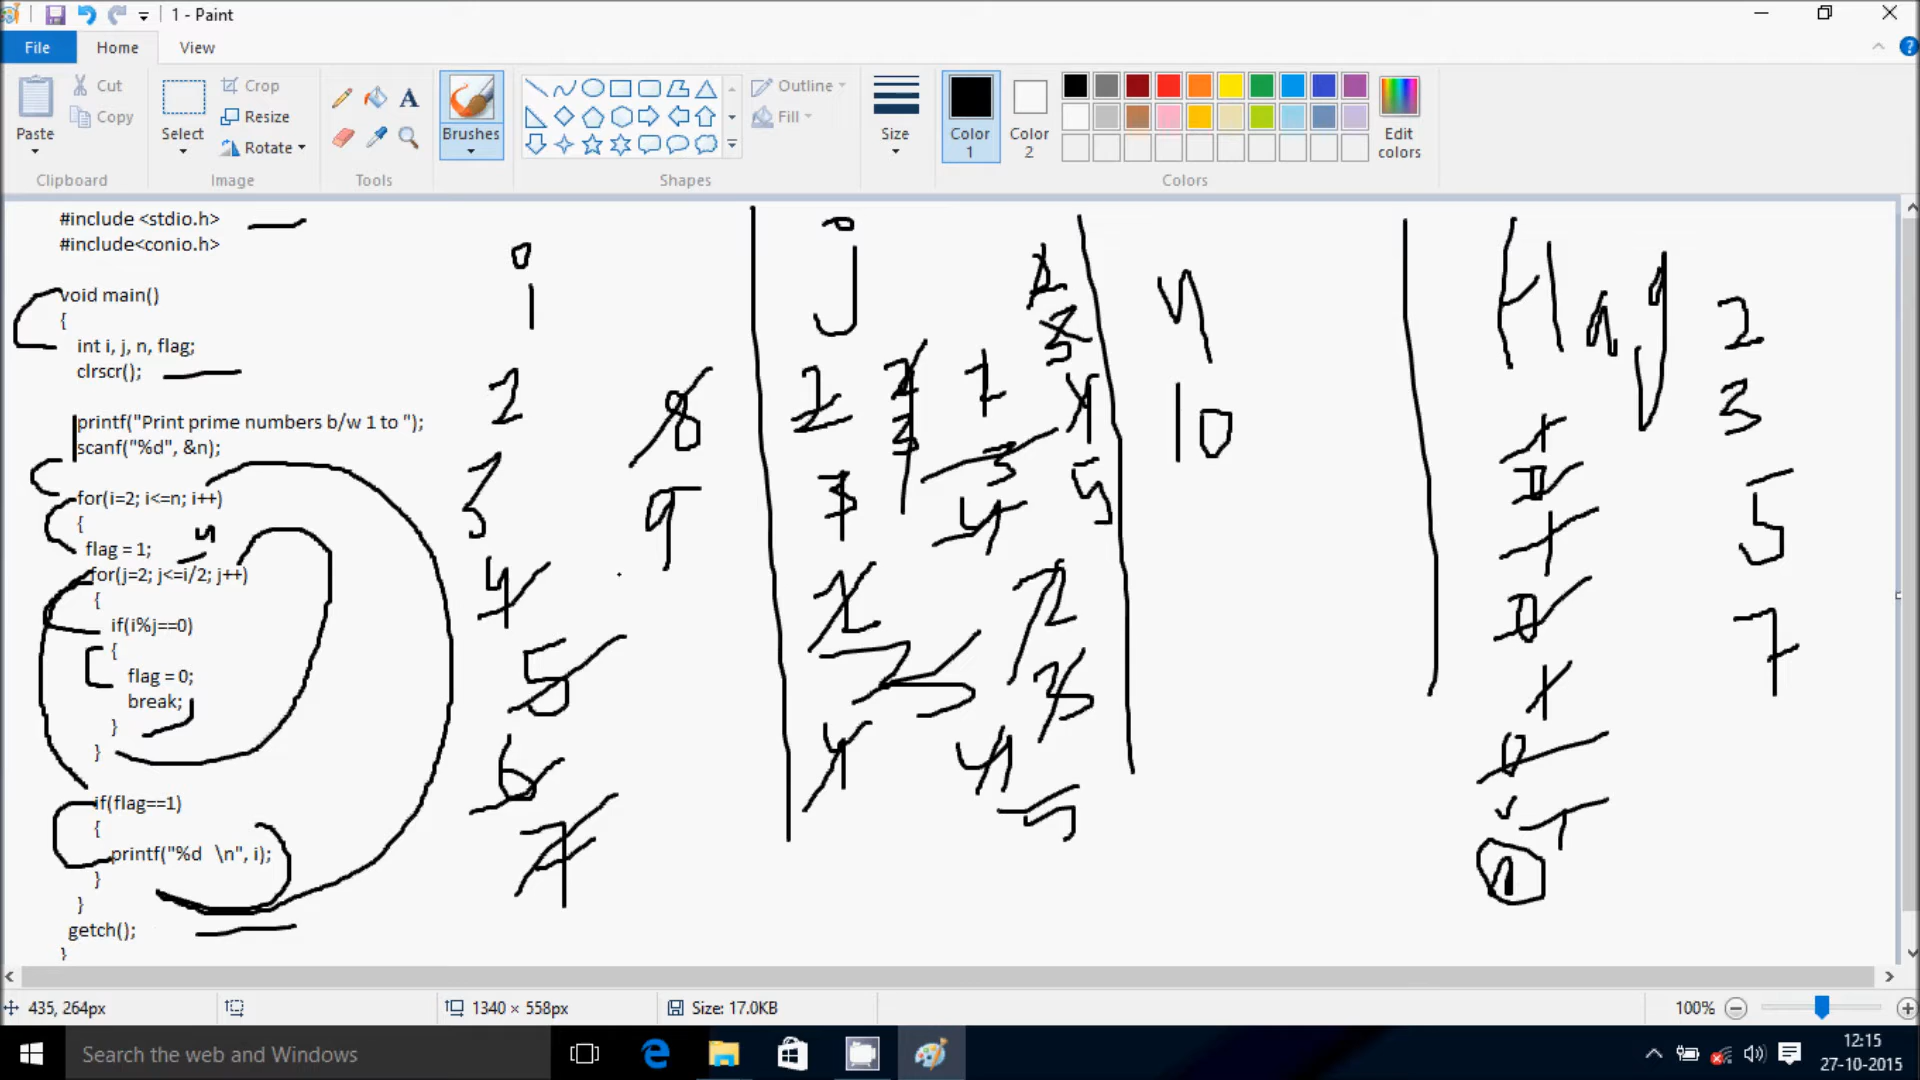 1 - Paint
File Home View
Paste
Cut
Copy
Clipboard
Select
Crop
Resize
Rotate
Image
A
Tools
Brushes
Outline
Fill
Shapes
Size
Color 1
Color 2
Edit colors
Colors
#include <stdio.h>
#include<conio.h>
void main()
{
int i, j, n, flag;
clrscr();
printf("Print prime numbers b/w 1 to ");
scanf("%d", &n);
for(i=2; i<=n; i++)
{
flag = 1;
for(j=2; j<=i/2; j++)
{
if(i%j==0)
{
flag = 0;
break;
}
}
if(flag==1)
{
printf("%d \n", i);
}
}
getch();
}
i
2
3
4
5
6
7
8
9
j
n
10
flag
2
3
5
7
435, 264px
1340 × 558px
Size: 17.0KB
100%
Search the web and Windows
12:15
27-10-2015